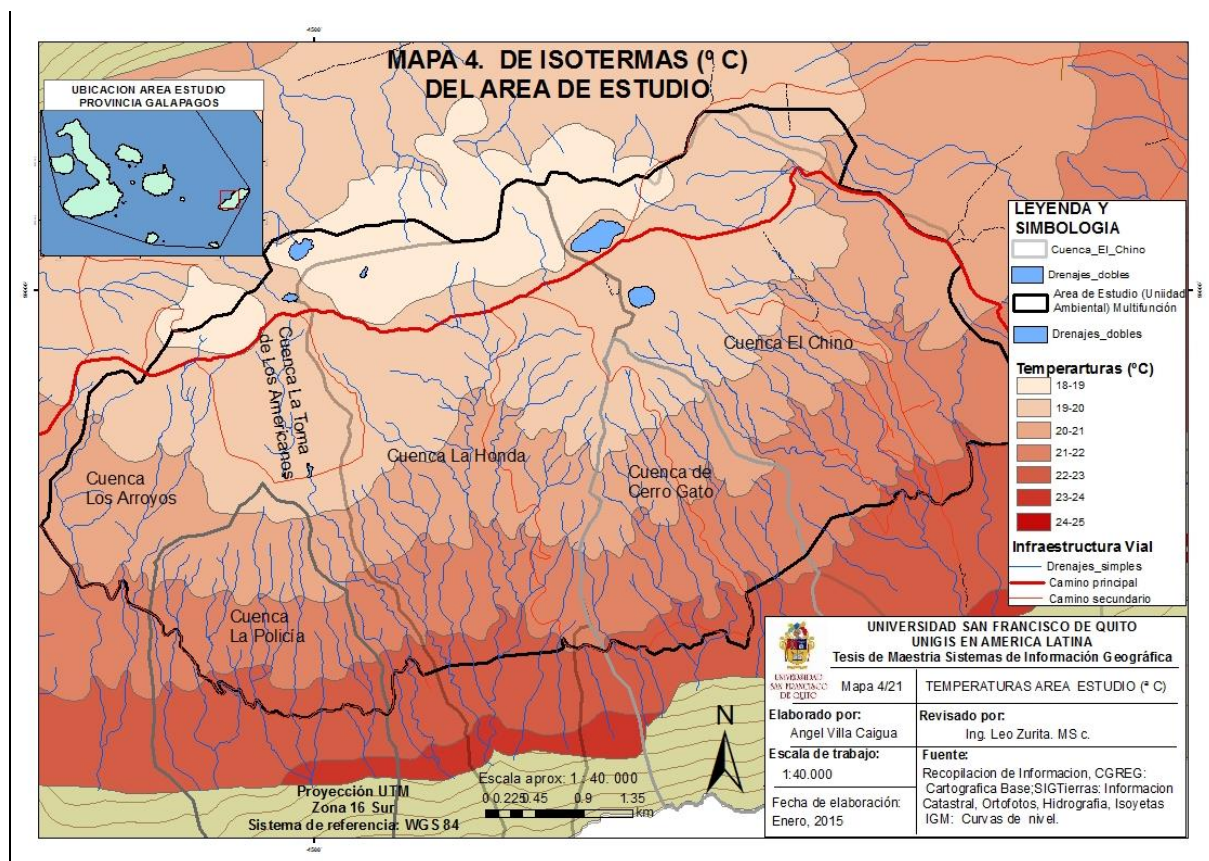 MAPA 4. DE ISOTERMAS (º C)
DEL AREA DE ESTUDIO
UBICACION AREA ESTUDIO
PROVINCIA GALAPAGOS
LEYENDA Y
SIMBOLOGIA
Cuenca_El_Chino
Drenajes_dobles
Area de Estudio (Uniidad
Ambiental) Multifunción
Drenajes_dobles
Temperarturas (ºC)
18-19
19-20
20-21
21-22
22-23
23-24
24-25
Infraestructura Vial
Drenajes_simples
Camino principal
Camino secundario
Cuenca El Chino
Cuenca La Toma
de Los Americanos
Cuenca La Honda
Cuenca
Los Arroyos
Cuenca de
Cerro Gato
Cuenca
La Policía
N
Escala aprox: 1 : 40. 000
0 0.225 0.45 0.9 1.35
km
Proyección UTM
Zona 16 Sur
Sistema de referencia: WGS 84
UNIVERSIDAD SAN FRANCISCO DE QUITO
UNIGIS EN AMERICA LATINA
Tesis de Maestria Sistemas de Información Geográfica
UNIVERSIDAD
SAN FRANCISCO
DE QUITO
Mapa 4/21
TEMPERATURAS AREA ESTUDIO (ª C)
Elaborado por:
Angel Villa Caigua
Revisado por:
Ing. Leo Zurita. MS c.
Escala de trabajo:
1:40.000
Fecha de elaboración:
Enero, 2015
Fuente:
Recopilacion de Informacion, CGREG:
Cartografica Base;SIGTierras: Informacion
Catastral, Ortofotos, Hidrografia, Isoyetas
IGM: Curvas de nivel.